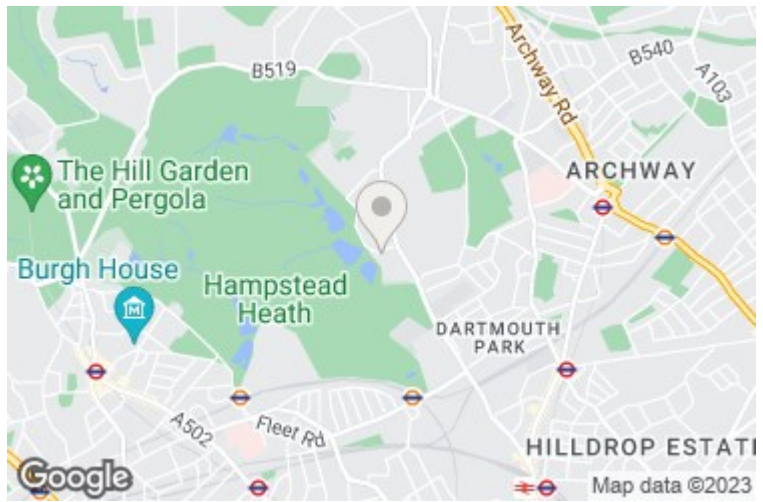 B519
Archway Rd
B540
A103
The Hill Garden
and Pergola
ARCHWAY
Burgh House
M
Hampstead
Heath
DARTMOUTH
PARK
A502
Fleet Rd
HILLDROP ESTATE
Google
Map data ©2023